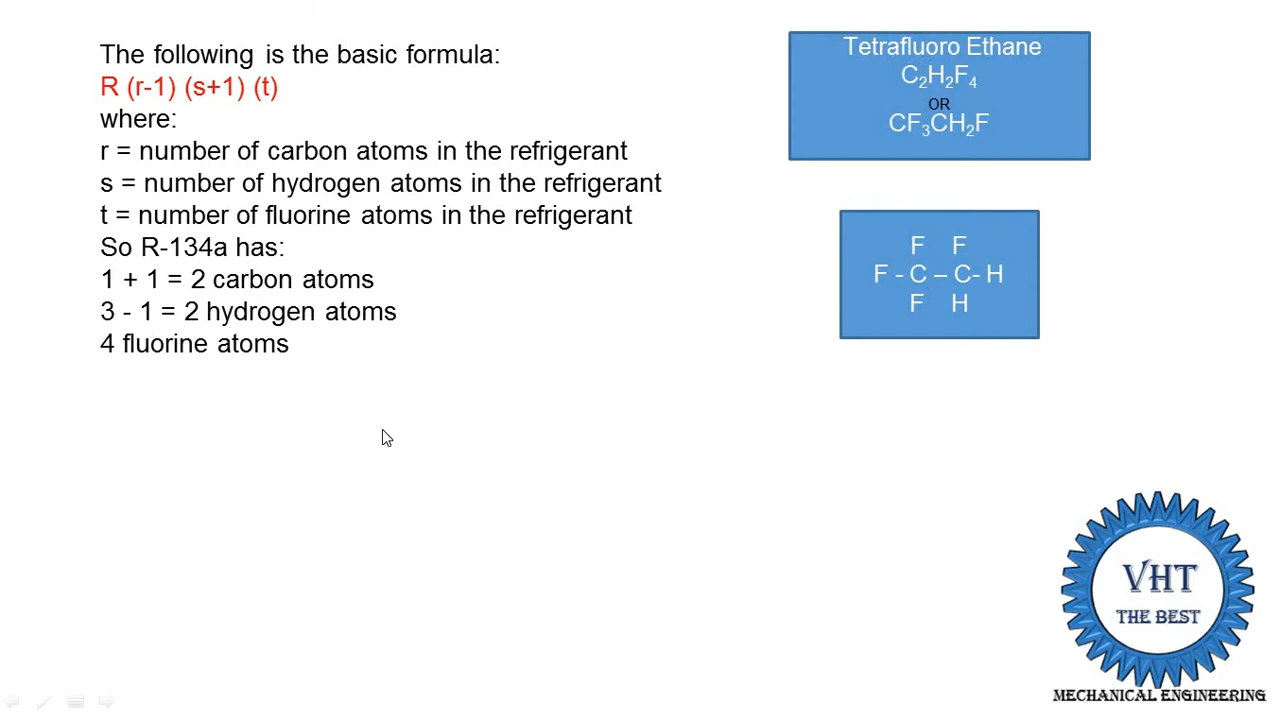 The following is the basic formula:
R (r-1) (s+1) (t)
where:
r = number of carbon atoms in the refrigerant
s = number of hydrogen atoms in the refrigerant
t = number of fluorine atoms in the refrigerant
So R-134a has:
1 + 1 = 2 carbon atoms
3 - 1 = 2 hydrogen atoms
4 fluorine atoms
Tetrafluoro Ethane
C₂H₂F₄
OR
CF₃CH₂F
F F
F - C – C- H
F H
VHT
THE BEST
MECHANICAL ENGINEERING